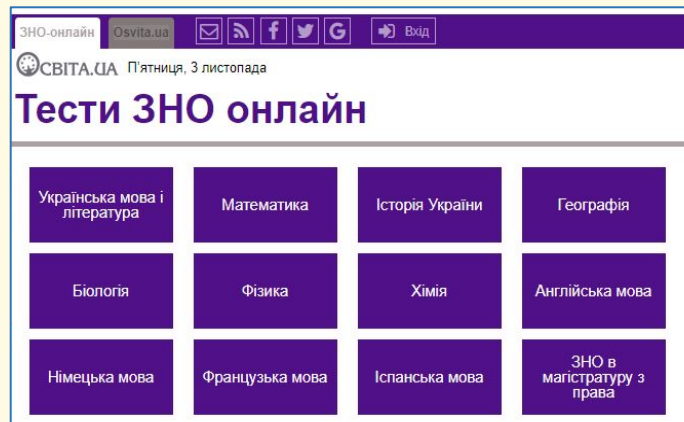 ЗНО-онлайн Osvita.ua Вхід
ОСВІТА.UA П'ятниця, 3 листопада
Тести ЗНО онлайн
Українська мова і література
Математика
Історія України
Географія
Біологія
Фізика
Хімія
Англійська мова
Німецька мова
Французька мова
Іспанська мова
ЗНО в магістратуру з права